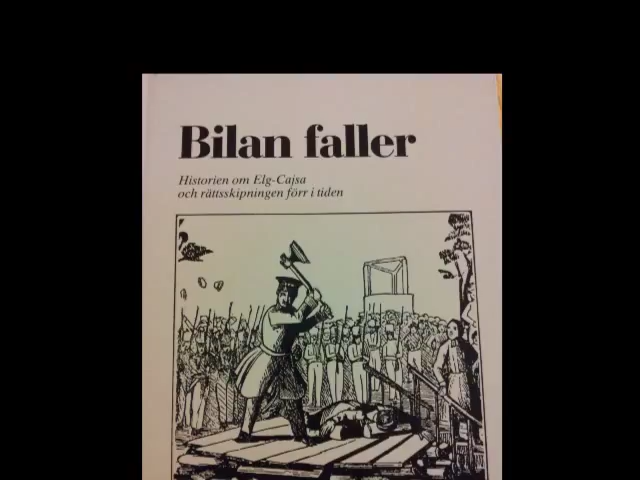 Bilan faller
Historien om Elg-Cajsa
och rättsskipningen förr i tiden